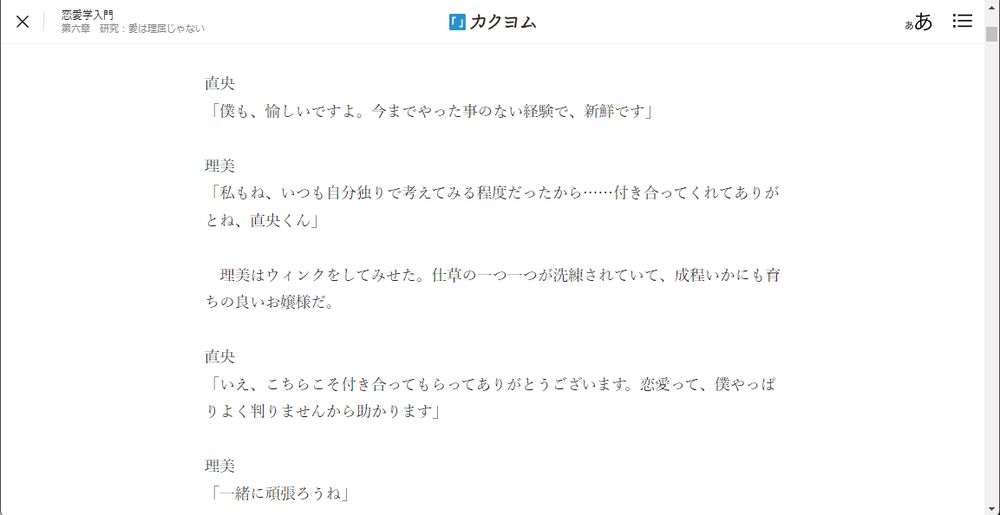 恋愛学入門
第六章　研究：愛は理屈じゃない
「」カクヨム
ああ
直央
「僕も、愉しいですよ。今までやった事のない経験で、新鮮です」
理美
「私もね、いつも自分独りで考えてみる程度だったから……付き合ってくれてありが
とね、直央くん」
　理美はウィンクをしてみせた。仕草の一つ一つが洗練されていて、成程いかにも育
ちの良いお嬢様だ。
直央
「いえ、こちらこそ付き合ってもらってありがとうございます。恋愛って、僕やっぱ
りよく判りませんから助かります」
理美
「一緒に頑張ろうね」